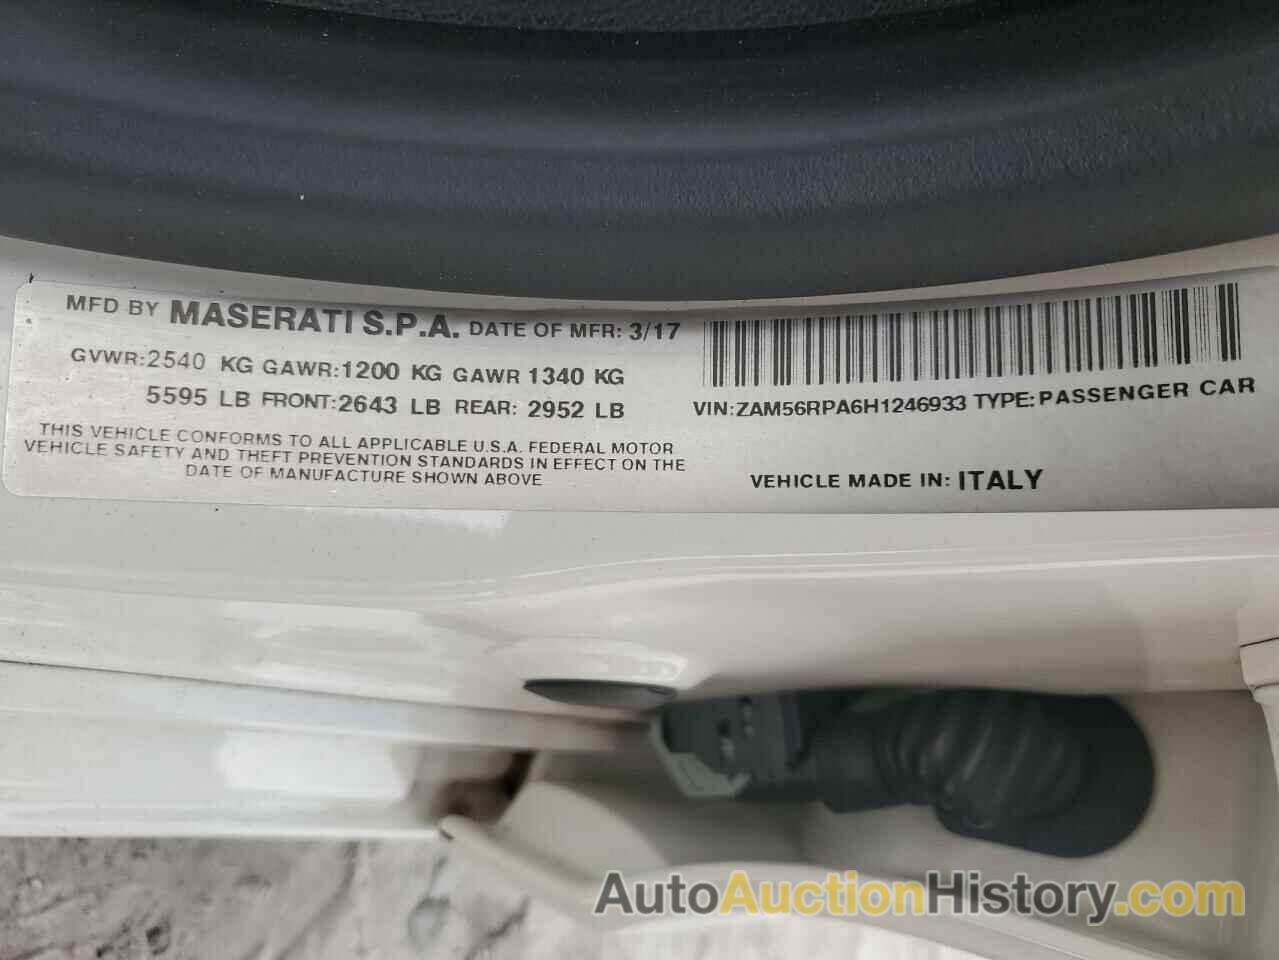 MFD BY MASERATI S.P.A. DATE OF MFR: 3/17
GVWR:2540 KG GAWR:1200 KG GAWR 1340 KG
5595 LB FRONT:2643 LB REAR: 2952 LB
THIS VEHICLE CONFORMS TO ALL APPLICABLE U.S.A. FEDERAL MOTOR
VEHICLE SAFETY AND THEFT PREVENTION STANDARDS IN EFFECT ON THE
DATE OF MANUFACTURE SHOWN ABOVE
VIN:ZAM56RPA6H1246933 TYPE:PASSENGER CAR
VEHICLE MADE IN: ITALY
AutoAuctionHistory.com